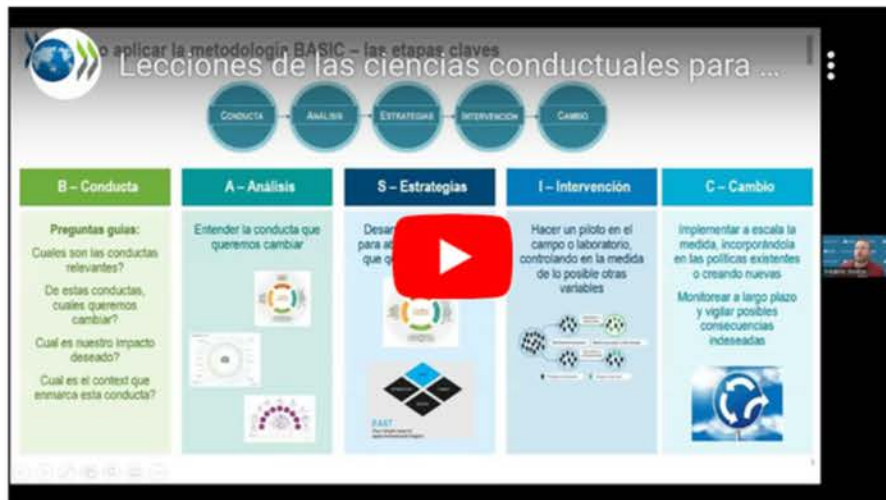 o aplicar la metodología BASIC – las etapas claves
Lecciones de las ciencias conductuales para ...
CONDUCTA
ANÁLISIS
ESTRATEGIAS
INTERVENCIÓN
CAMBIO
B – Conducta
A – Análisis
S – Estrategias
I – Intervención
C – Cambio
Preguntas guias:
Cuales son las conductas
relevantes?
De estas conductas,
cuales queremos
cambiar?
Cual es nuestro impacto
deseado?
Cual es el context que
enmarca esta conducta?
Entender la conducta que
queremos cambiar
para
que
Hacer un piloto en el
campo o laboratorio,
controlando en la medida
de lo posible otras
variables
Implementar a escala la
medida, incorporándola
en las políticas existentes
o creando nuevas
Monitorear a largo plazo
y vigilar posibles
consecuencias
indeseadas